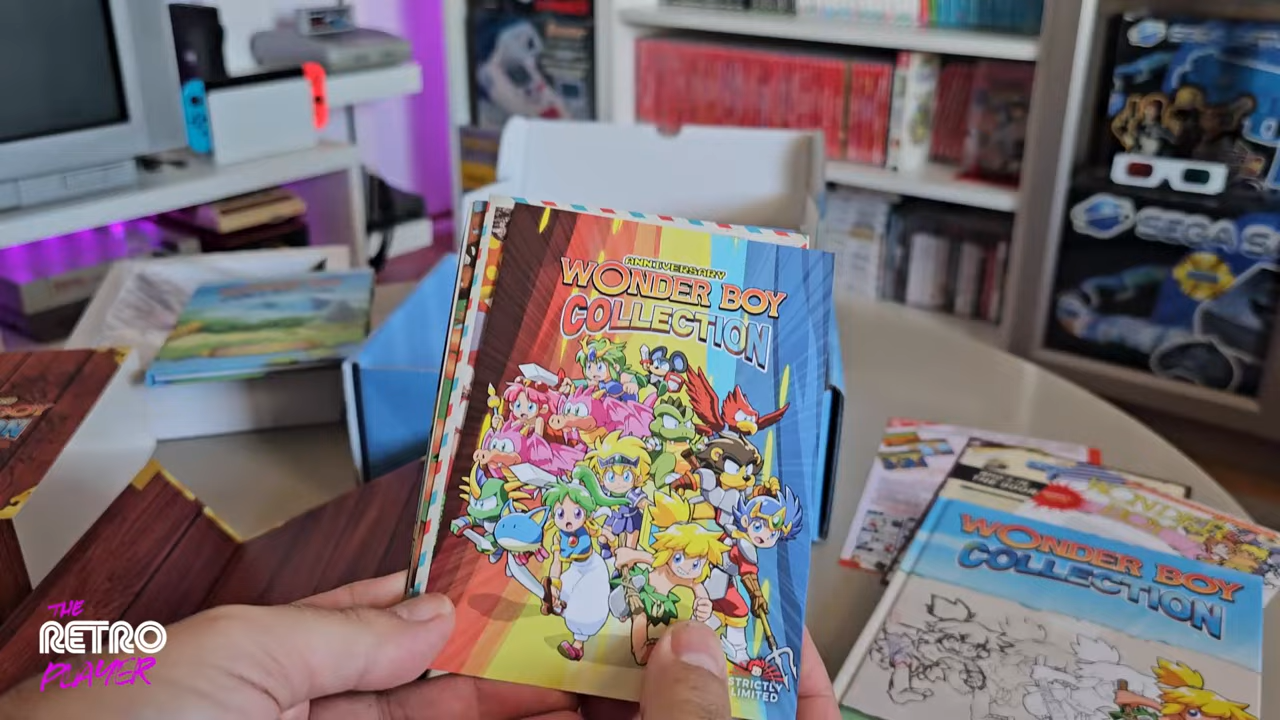 ANNIVERSARY
WONDER BOY
COLLECTION
STRICTLY
LIMITED
WONDER BOY
COLLECTION
SEGA
THE
RETRO
PLAYER